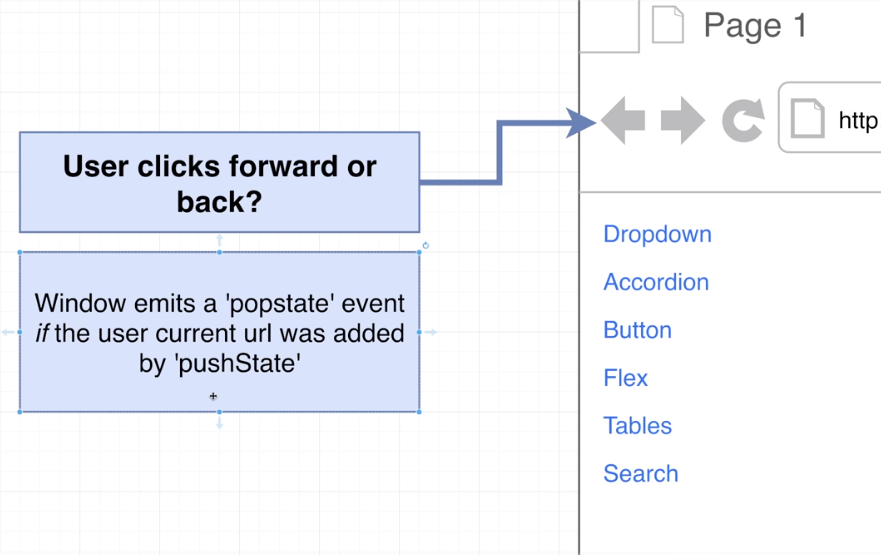 User clicks forward or
back?
Window emits a 'popstate' event
if the user current url was added
by 'pushState'
Page 1
http
Dropdown
Accordion
Button
Flex
Tables
Search